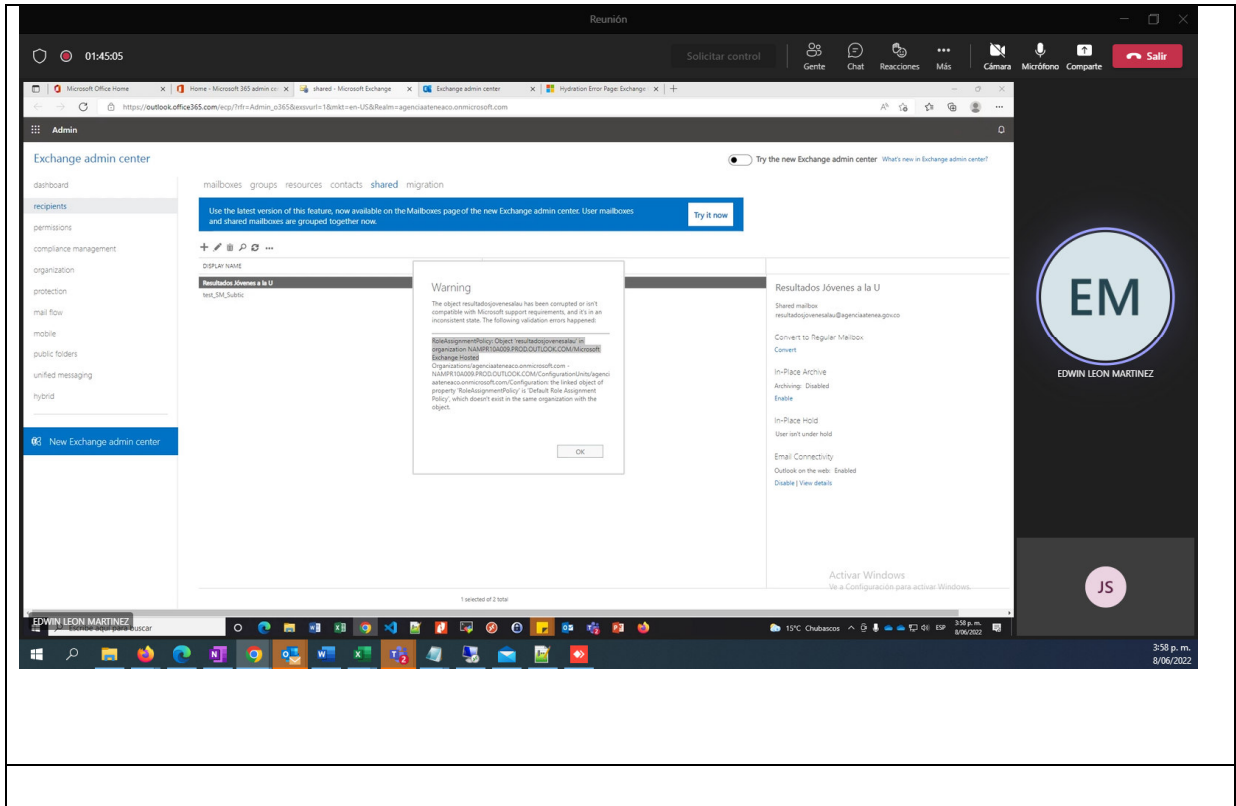 Reunión
01:45:05
Solicitar control
Gente Chat Reacciones Más Cámara Micrófono Comparte Salir
Microsoft Office Home Home - Microsoft 365 admin ce shared - Microsoft Exchange Exchange admin center Hydration Error Page: Exchange
https://outlook.office365.com/ecp/?rfr=Admin_o365&exsvurl=1&mkt=en-US&Realm=agenciaateneaco.onmicrosoft.com
Admin
Exchange admin center
Try the new Exchange admin center What's new in Exchange admin center?
dashboard
recipients
permissions
compliance management
organization
protection
mail flow
mobile
public folders
unified messaging
hybrid
New Exchange admin center
mailboxes groups resources contacts shared migration
Use the latest version of this feature, now available on the Mailboxes page of the new Exchange admin center. User mailboxes
and shared mailboxes are grouped together now.
Try it now
DISPLAY NAME
Resultados Jóvenes a la U
test_SM_Subtic
Warning
The object resultadosjovenesalau has been corrupted or isn't
compatible with Microsoft support requirements, and it's in an
inconsistent state. The following validation errors happened:
RoleAssignmentPolicy: Object 'resultadosjovenesalau' in
organization NAMPR10A009.PROD.OUTLOOK.COM/Microsoft
Exchange Hosted
Organizations/agenciaateneaco.onmicrosoft.com -
NAMPR10A009.PROD.OUTLOOK.COM/ConfigurationUnits/agenci
aateneaco.onmicrosoft.com/Configuration: the linked object of
property 'RoleAssignmentPolicy' is 'Default Role Assignment
Policy', which doesn't exist in the same organization with the
object.
OK
Resultados Jóvenes a la U
Shared mailbox
resultadosjovenesalau@agenciaatenea.gov.co
Convert to Regular Mailbox
Convert
In-Place Archive
Archiving: Disabled
Enable
In-Place Hold
User isn't under hold
Email Connectivity
Outlook on the web: Enabled
Disable | View details
1 selected of 2 total
Activar Windows
Ve a Configuración para activar Windows.
EM
EDWIN LEON MARTINEZ
JS
EDWIN LEON MARTINEZ
Escribe aquí para buscar
15°C Chubascos
ESP
3:58 p. m.
8/06/2022
3:58 p. m.
8/06/2022